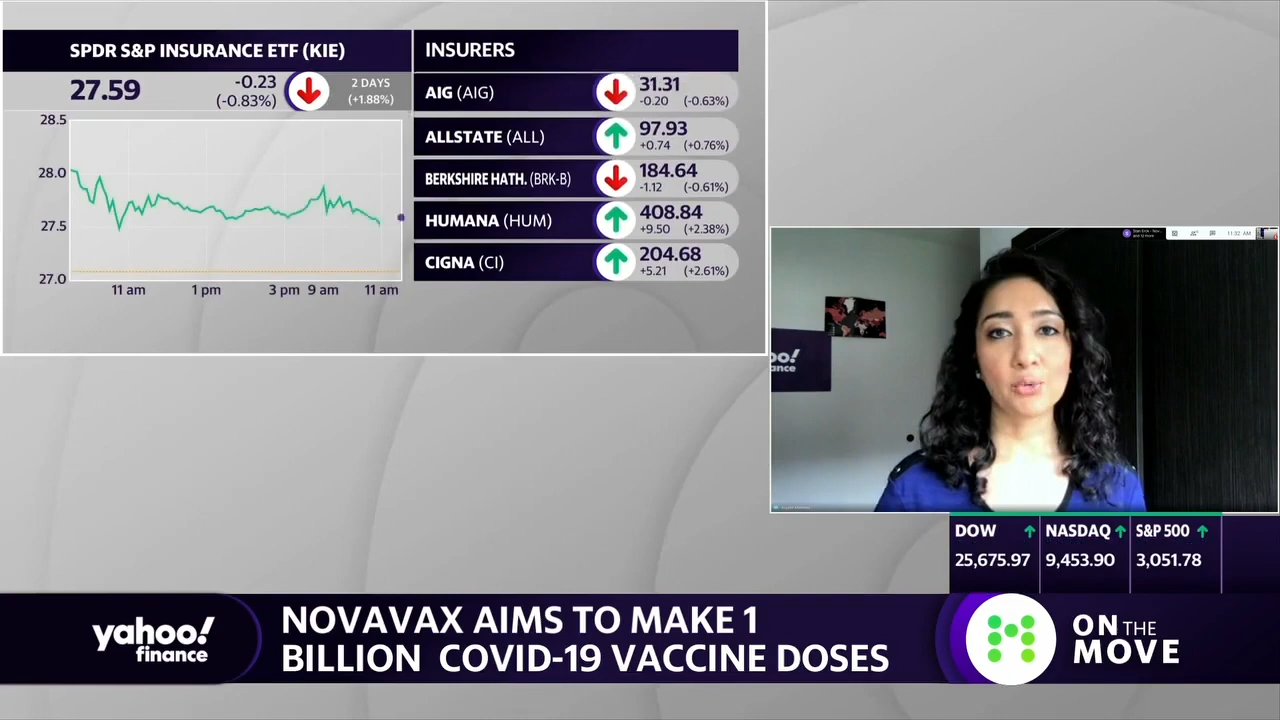 SPDR S&P INSURANCE ETF (KIE)
27.59
-0.23
(-0.83%)
2 DAYS
(+1.88%)
28.5
28.0
27.5
27.0
11 am 1 pm 3 pm 9 am 11 am
INSURERS
AIG (AIG) 31.31
-0.20 (-0.63%)
ALLSTATE (ALL) 97.93
+0.74 (+0.76%)
BERKSHIRE HATH. (BRK-B) 184.64
-1.12 (-0.61%)
HUMANA (HUM) 408.84
+9.50 (+2.38%)
CIGNA (CI) 204.68
+5.21 (+2.61%)
11:32 AM
oo!
ance
DOW NASDAQ S&P 500
25,675.97 9,453.90 3,051.78
yahoo!
finance
NOVAVAX AIMS TO MAKE 1
BILLION COVID-19 VACCINE DOSES
ON THE
MOVE